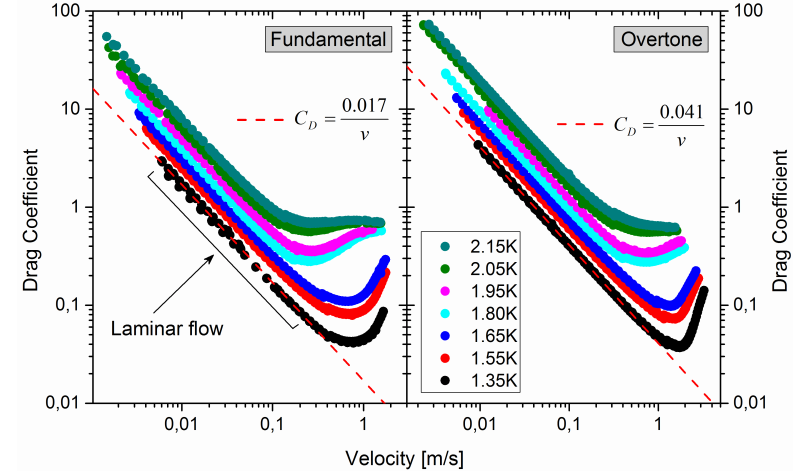 100
10
1
0,1
0,01
Drag Coefficient
Fundamental
C_D = 0.017 / v
Laminar flow
0,01
0,1
1
Overtone
C_D = 0.041 / v
2.15K
2.05K
1.95K
1.80K
1.65K
1.55K
1.35K
0,01
0,1
1
100
10
1
0,1
0,01
Drag Coefficient
Velocity [m/s]